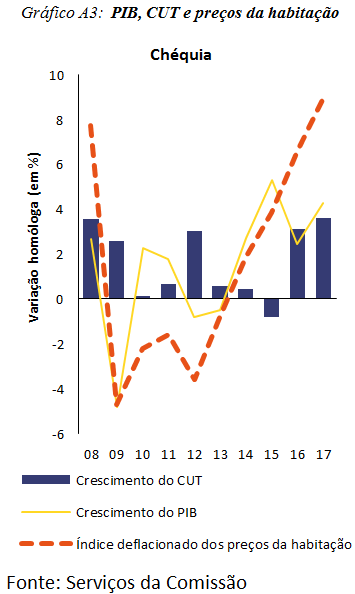 Gráfico A3: PIB, CUT e preços da habitação
Chéquia
Variação homóloga (em %)
10
8
6
4
2
0
-2
-4
-6
08 09 10 11 12 13 14 15 16 17
Crescimento do CUT
Crescimento do PIB
Índice deflacionado dos preços da habitação
Fonte: Serviços da Comissão